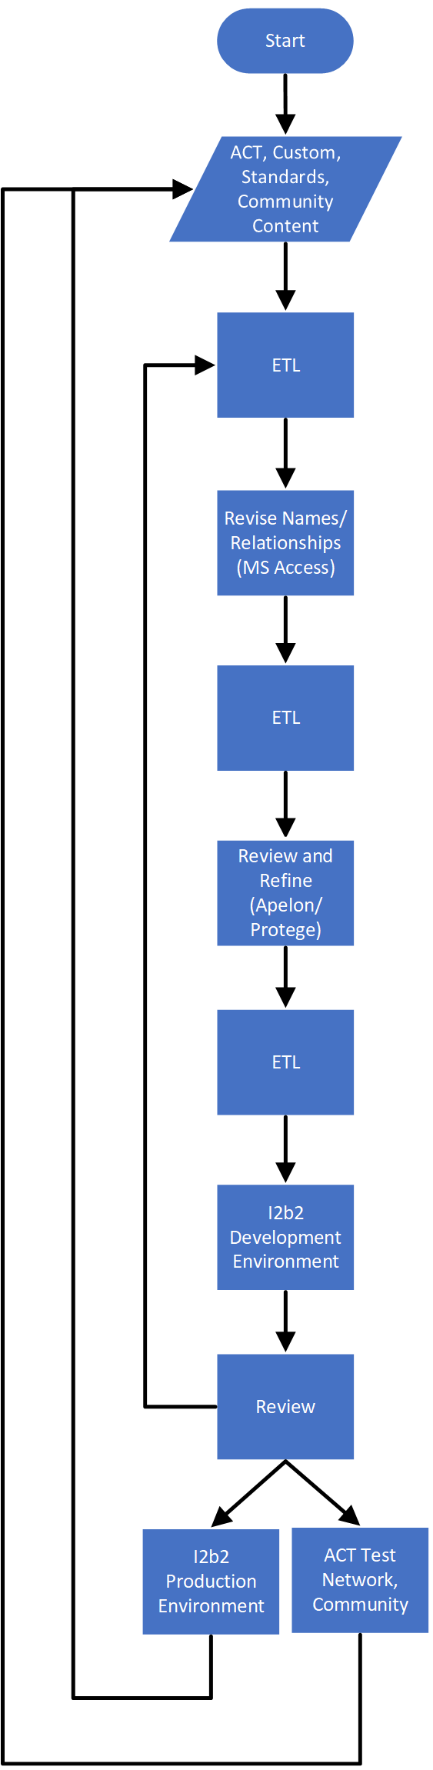 Start
ACT, Custom,
Standards,
Community
Content
ETL
Revise Names/
Relationships
(MS Access)
ETL
Review and
Refine
(Apelon/
Protege)
ETL
I2b2
Development
Environment
Review
I2b2
Production
Environment
ACT Test
Network,
Community